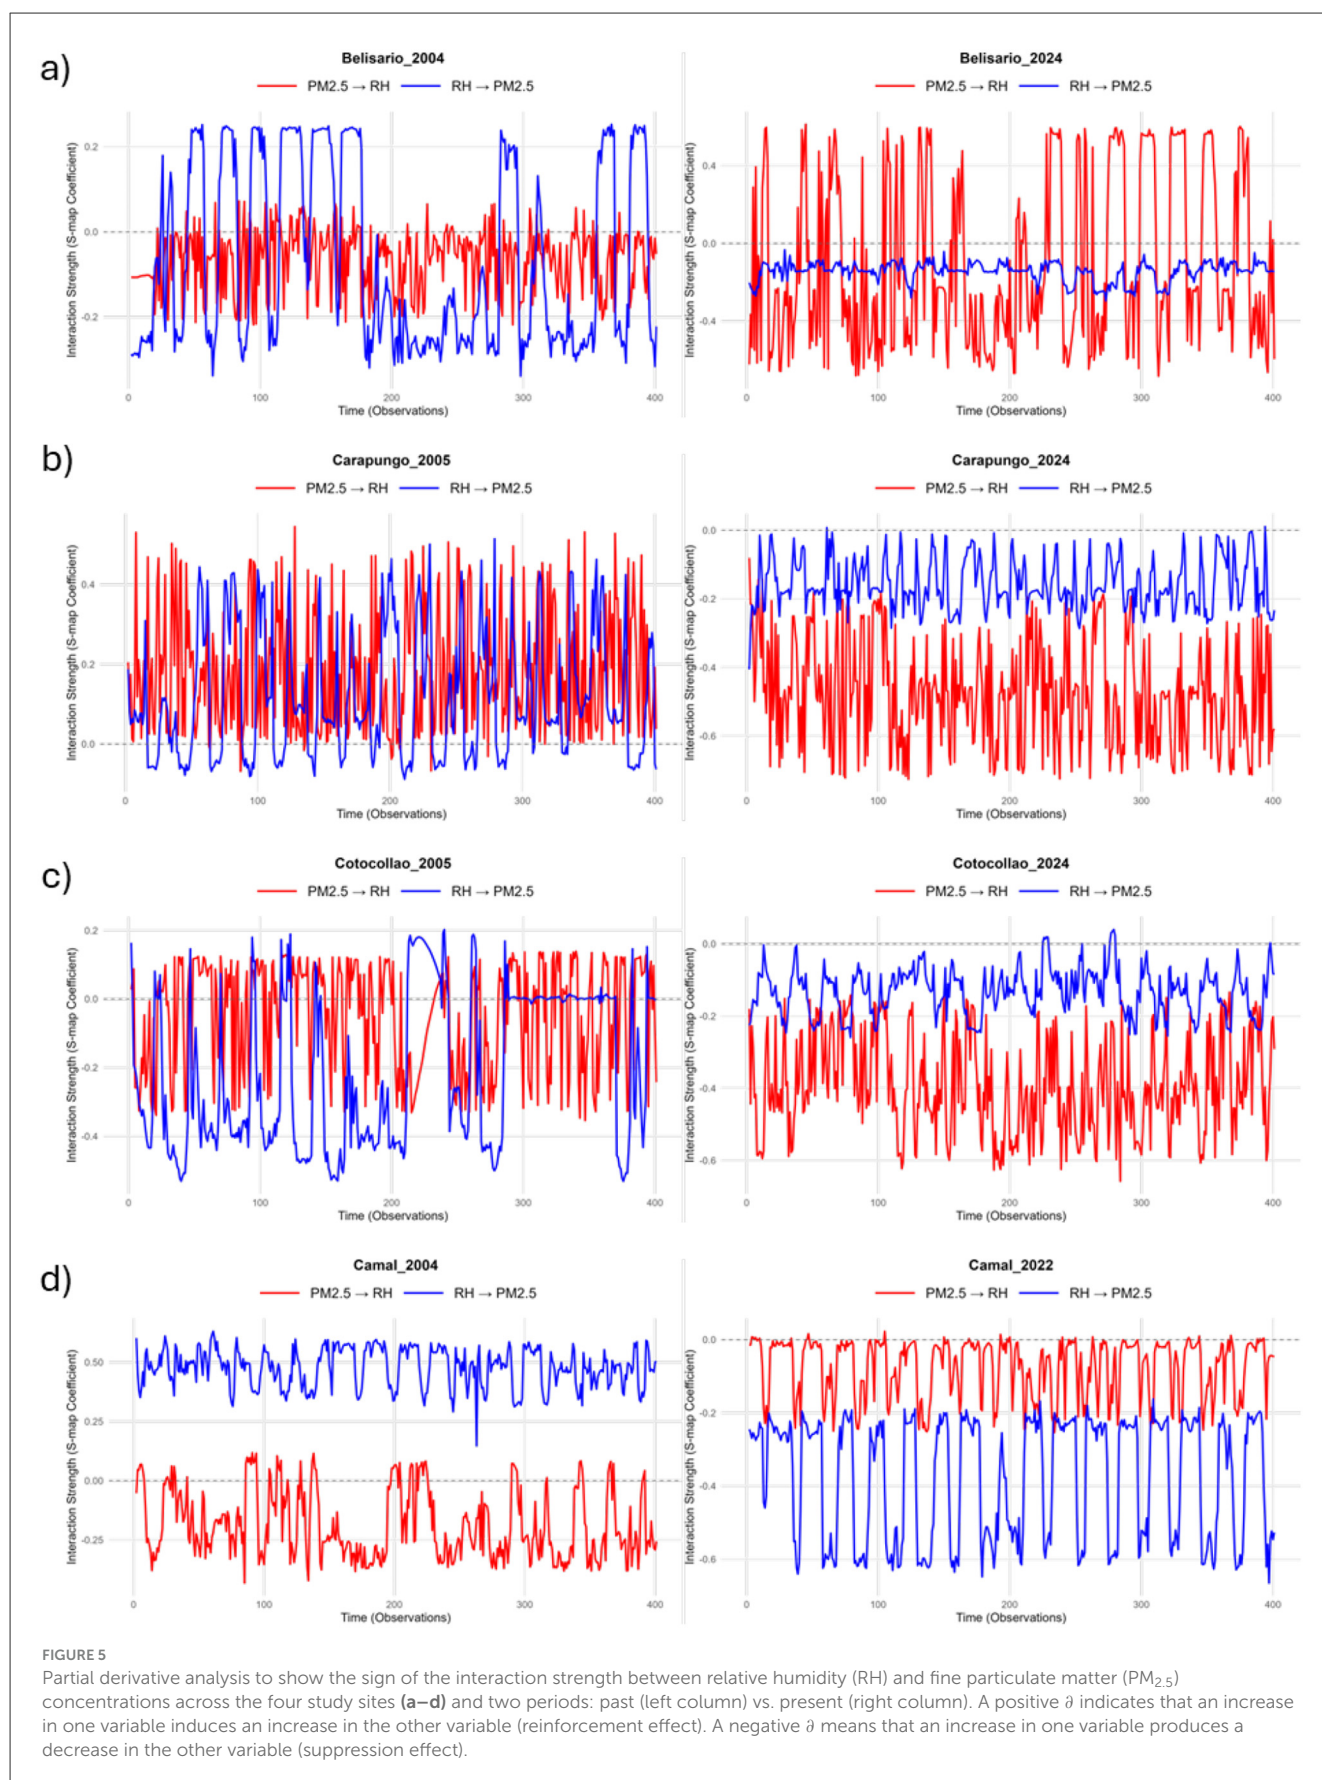 a)
Belisario_2004
PM2.5 → RH RH → PM2.5
Interaction Strength (S-map Coefficient)
0.2
0.0
-0.2
0 100 200 300 400
Time (Observations)
Belisario_2024
PM2.5 → RH RH → PM2.5
Interaction Strength (S-map Coefficient)
0.4
0.0
-0.4
0 100 200 300 400
Time (Observations)
b)
Carapungo_2005
PM2.5 → RH RH → PM2.5
Interaction Strength (S-map Coefficient)
0.4
0.2
0.0
0 100 200 300 400
Time (Observations)
Carapungo_2024
PM2.5 → RH RH → PM2.5
Interaction Strength (S-map Coefficient)
0.0
-0.2
-0.4
-0.6
0 100 200 300 400
Time (Observations)
c)
Cotocollao_2005
PM2.5 → RH RH → PM2.5
Interaction Strength (S-map Coefficient)
0.2
0.0
-0.2
-0.4
0 100 200 300 400
Time (Observations)
Cotocollao_2024
PM2.5 → RH RH → PM2.5
Interaction Strength (S-map Coefficient)
0.0
-0.2
-0.4
-0.6
0 100 200 300 400
Time (Observations)
d)
Camal_2004
PM2.5 → RH RH → PM2.5
Interaction Strength (S-map Coefficient)
0.50
0.25
0.00
-0.25
0 100 200 300 400
Time (Observations)
Camal_2022
PM2.5 → RH RH → PM2.5
Interaction Strength (S-map Coefficient)
0.0
-0.2
-0.4
-0.6
0 100 200 300 400
Time (Observations)
FIGURE 5
Partial derivative analysis to show the sign of the interaction strength between relative humidity (RH) and fine particulate matter (PM2.5)
concentrations across the four study sites (a–d) and two periods: past (left column) vs. present (right column). A positive ∂ indicates that an increase
in one variable induces an increase in the other variable (reinforcement effect). A negative ∂ means that an increase in one variable produces a
decrease in the other variable (suppression effect).